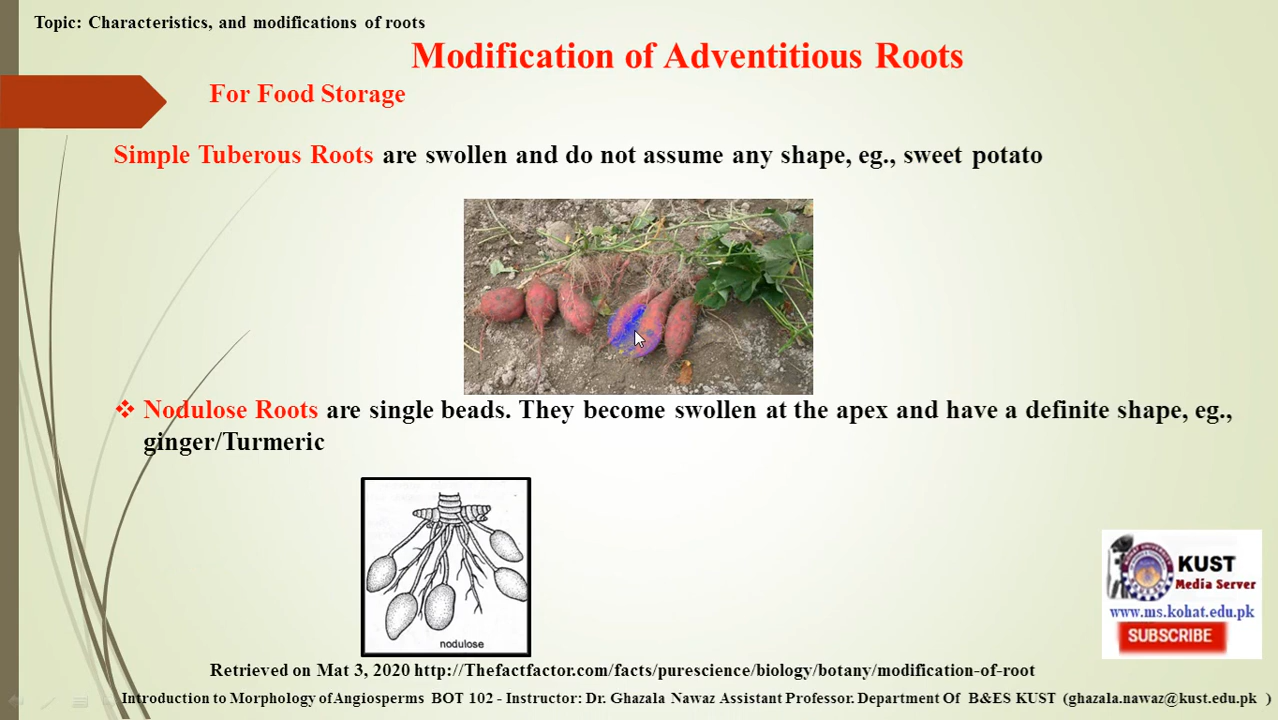 Topic: Characteristics, and modifications of roots
Modification of Adventitious Roots
For Food Storage
Simple Tuberous Roots are swollen and do not assume any shape, eg., sweet potato
Nodulose Roots are single beads. They become swollen at the apex and have a definite shape, eg.,
ginger/Turmeric
nodulose
KUST
Media Server
www.ms.kohat.edu.pk
SUBSCRIBE
Retrieved on Mat 3, 2020 http://Thefactfactor.com/facts/purescience/biology/botany/modification-of-root
Introduction to Morphology of Angiosperms BOT 102 - Instructor: Dr. Ghazala Nawaz Assistant Professor. Department Of B&ES KUST (ghazala.nawaz@kust.edu.pk )